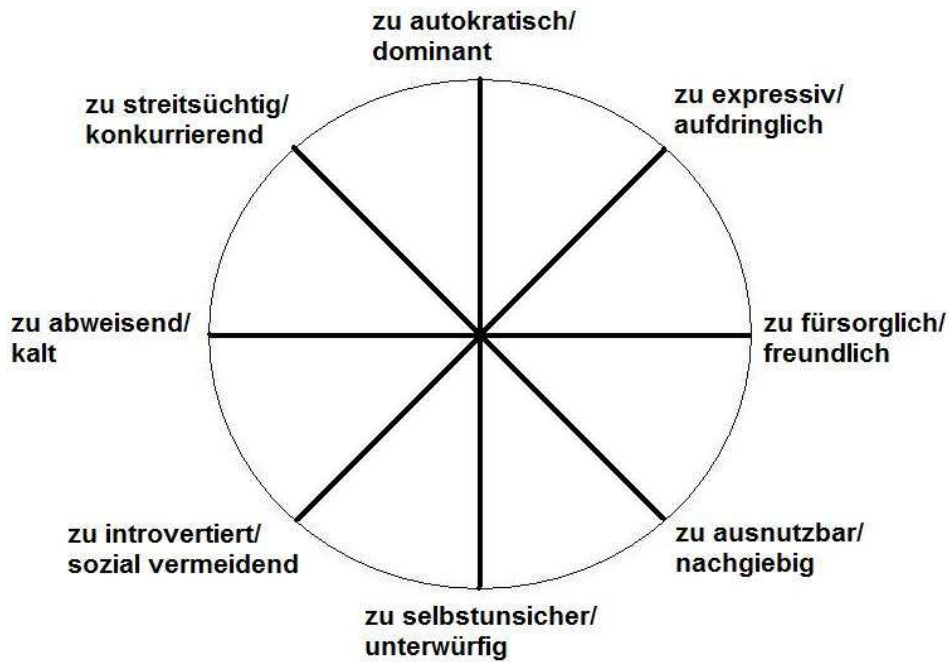 zu autokratisch/
dominant
zu expressiv/
aufdringlich
zu streitsüchtig/
konkurrierend
zu abweisend/
kalt
zu fürsorglich/
freundlich
zu introvertiert/
sozial vermeidend
zu ausnutzbar/
nachgiebig
zu selbstunsicher/
unterwürfig